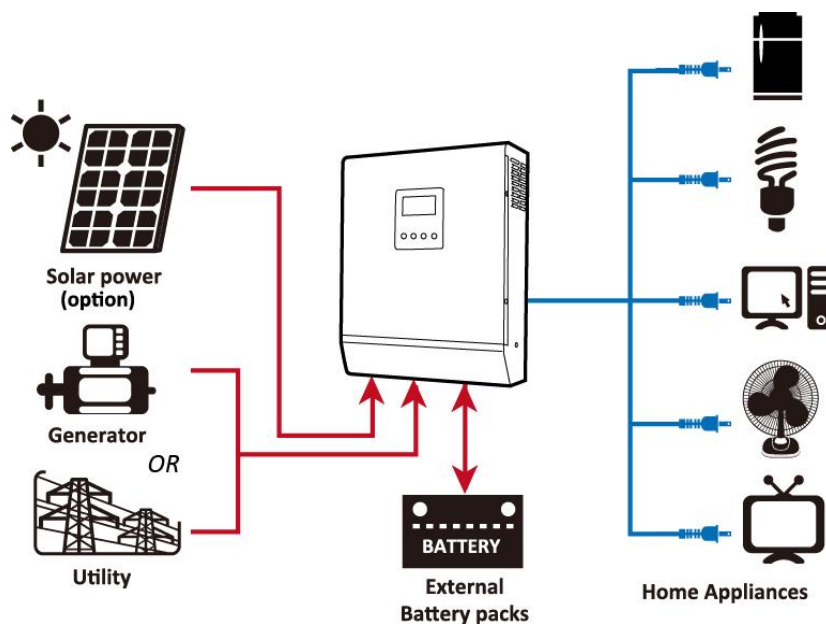 Solar power
(option)
Generator
OR
Utility
BATTERY
External
Battery packs
Home Appliances